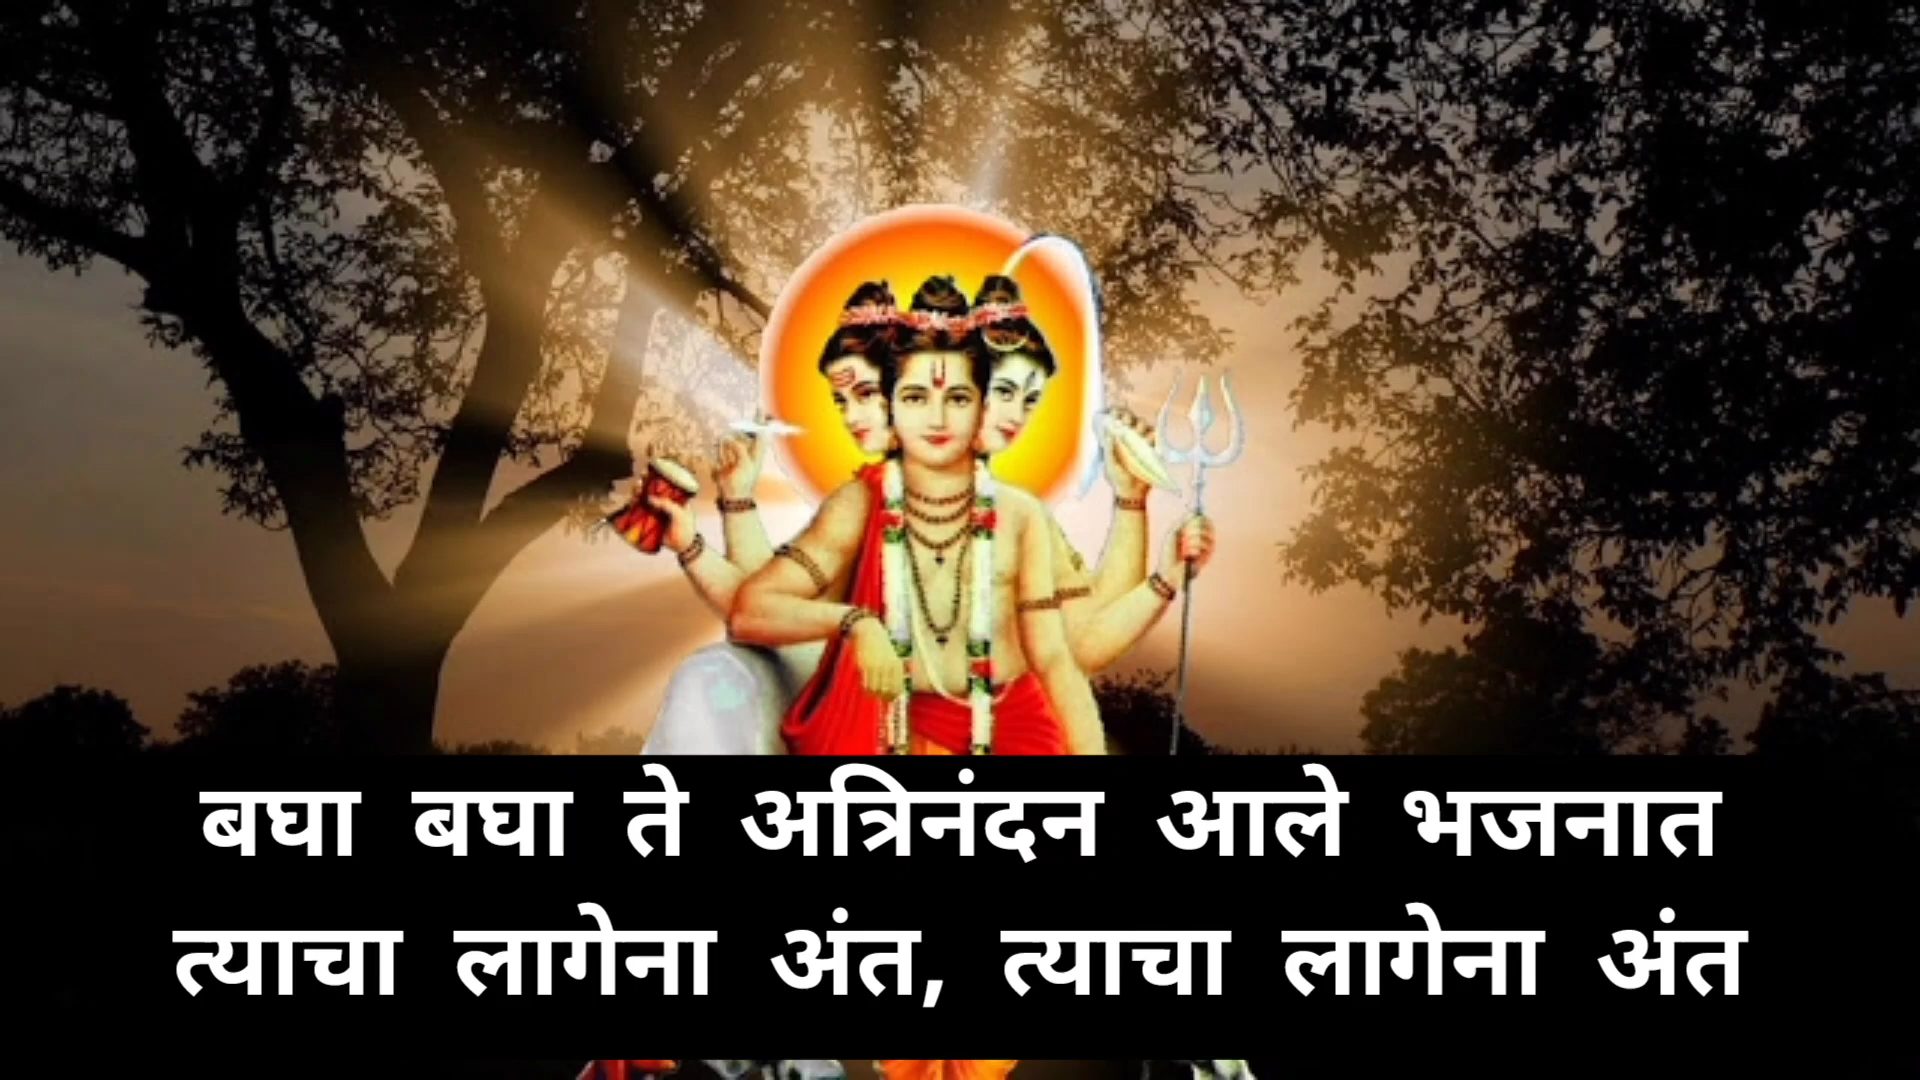 बघा बघा ते अत्रिनंदन आले भजनात
त्याचा लागेना अंत, त्याचा लागेना अंत